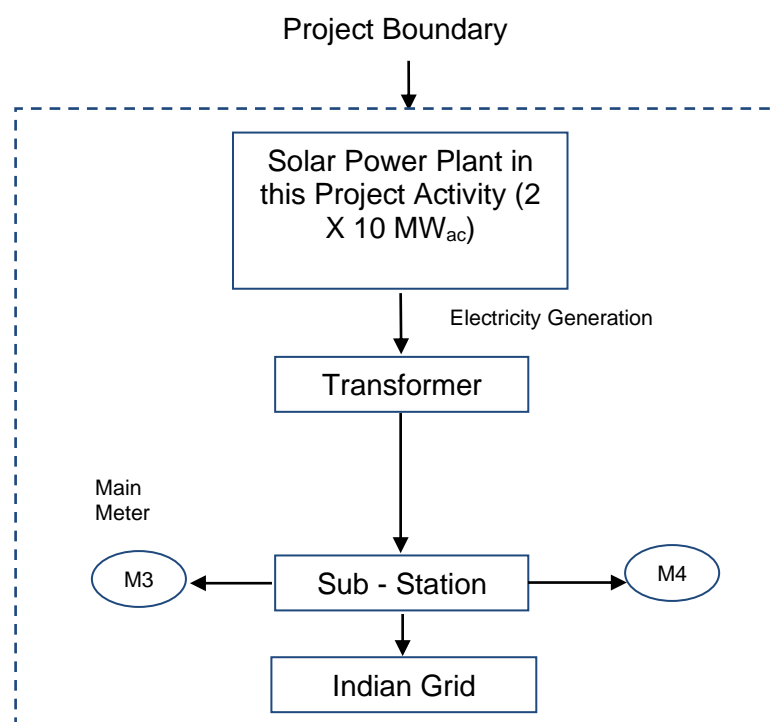 Project Boundary
Solar Power Plant in
this Project Activity (2
X 10 MWac)
Electricity Generation
Transformer
Main
Meter
M3
Sub - Station
M4
Indian Grid